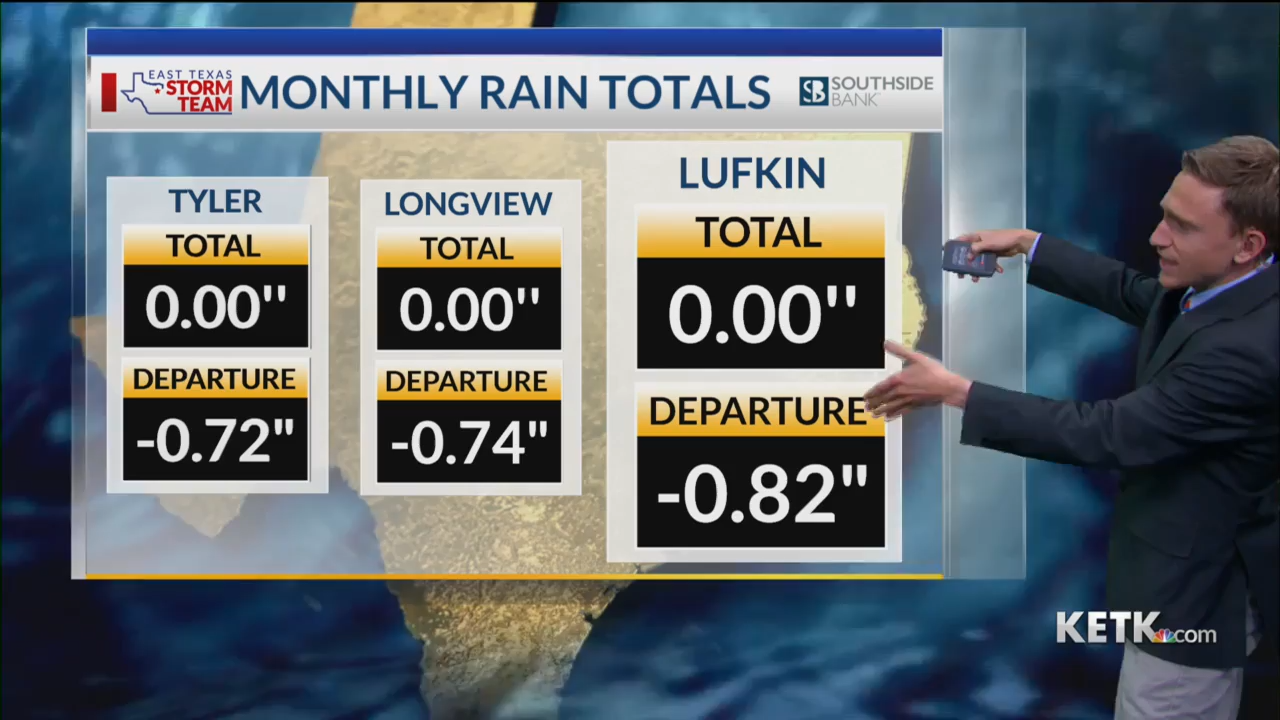 EAST TEXAS
STORM
TEAM
MONTHLY RAIN TOTALS
SB SOUTHSIDE
BANK
TYLER
TOTAL
0.00''
DEPARTURE
-0.72"
LONGVIEW
TOTAL
0.00''
DEPARTURE
-0.74"
LUFKIN
TOTAL
0.00''
DEPARTURE
-0.82"
KETK.com